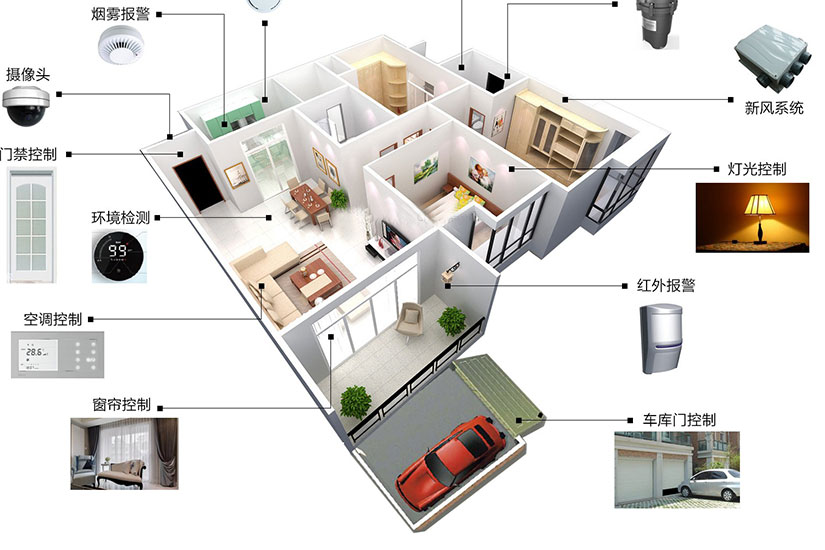 烟雾报警
摄像头
新风系统
门禁控制
灯光控制
环境检测
99
红外报警
空调控制
28.6
窗帘控制
车库门控制